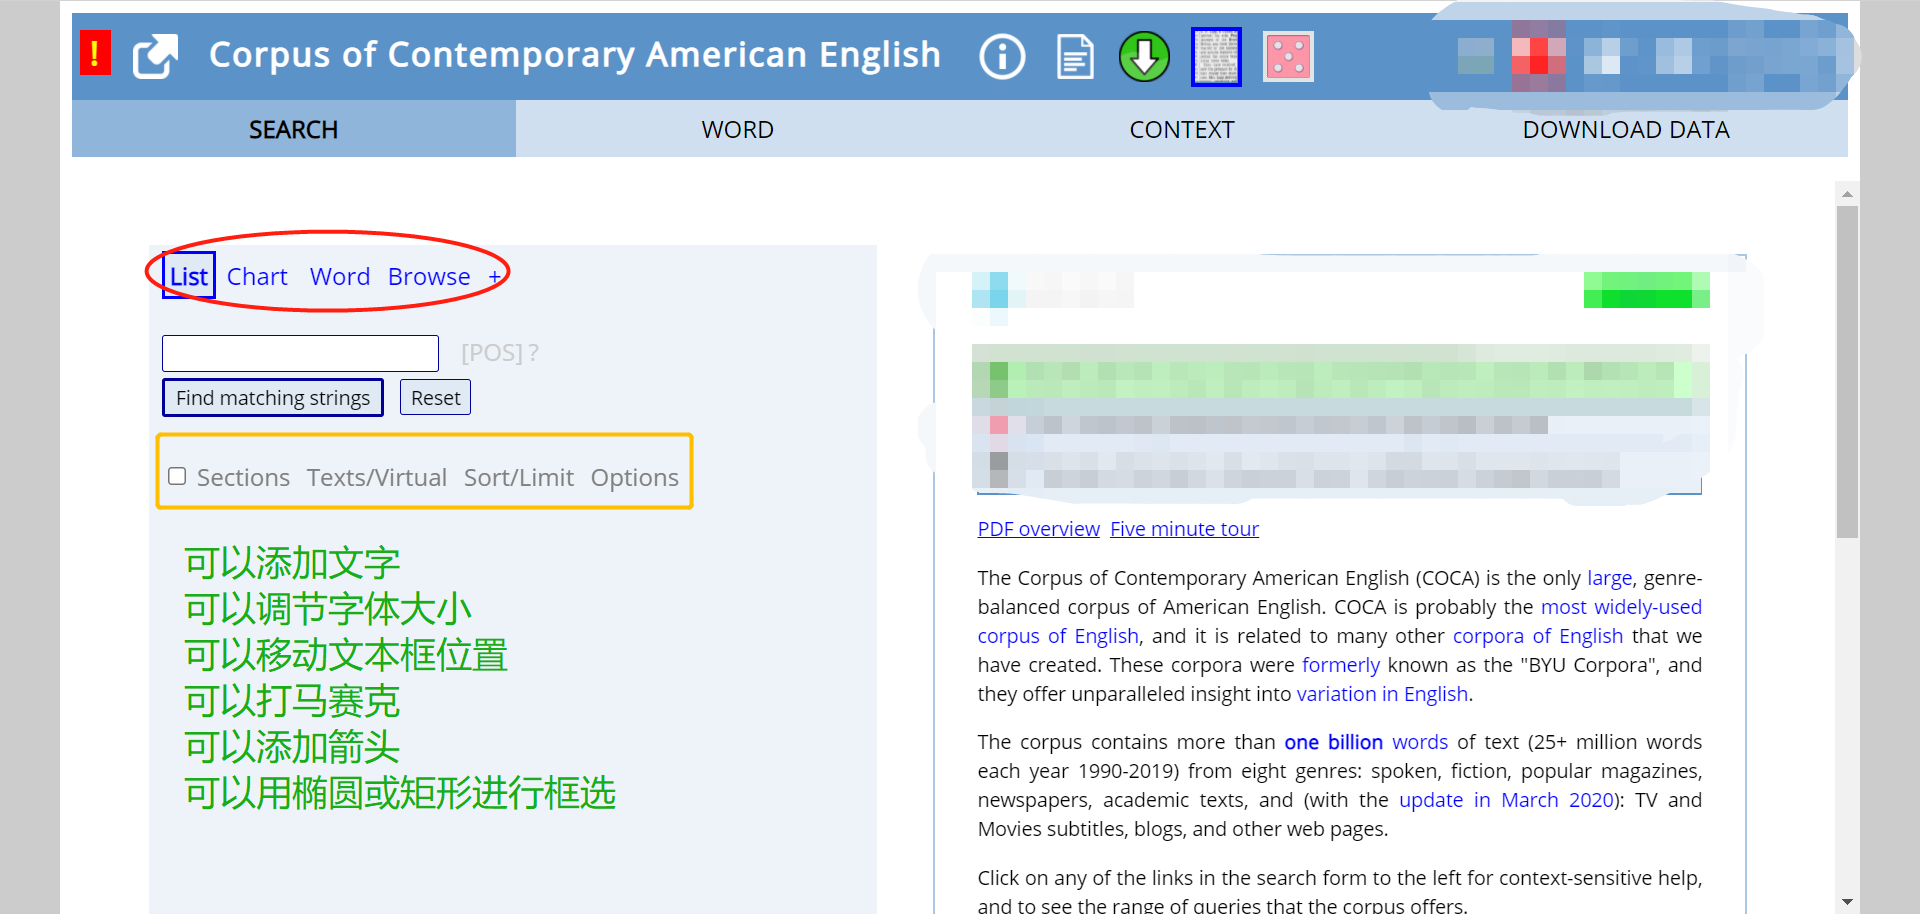 ! Corpus of Contemporary American English
SEARCH WORD CONTEXT DOWNLOAD DATA
List Chart Word Browse +
[POS] ?
Find matching strings Reset
Sections Texts/Virtual Sort/Limit Options
可以添加文字
可以调节字体大小
可以移动文本框位置
可以打马赛克
可以添加箭头
可以用椭圆或矩形进行框选
PDF overview Five minute tour
The Corpus of Contemporary American English (COCA) is the only large, genre-
balanced corpus of American English. COCA is probably the most widely-used
corpus of English, and it is related to many other corpora of English that we
have created. These corpora were formerly known as the "BYU Corpora", and
they offer unparalleled insight into variation in English.
The corpus contains more than one billion words of text (25+ million words
each year 1990-2019) from eight genres: spoken, fiction, popular magazines,
newspapers, academic texts, and (with the update in March 2020): TV and
Movies subtitles, blogs, and other web pages.
Click on any of the links in the search form to the left for context-sensitive help,
and to see the range of queries that the corpus offers.